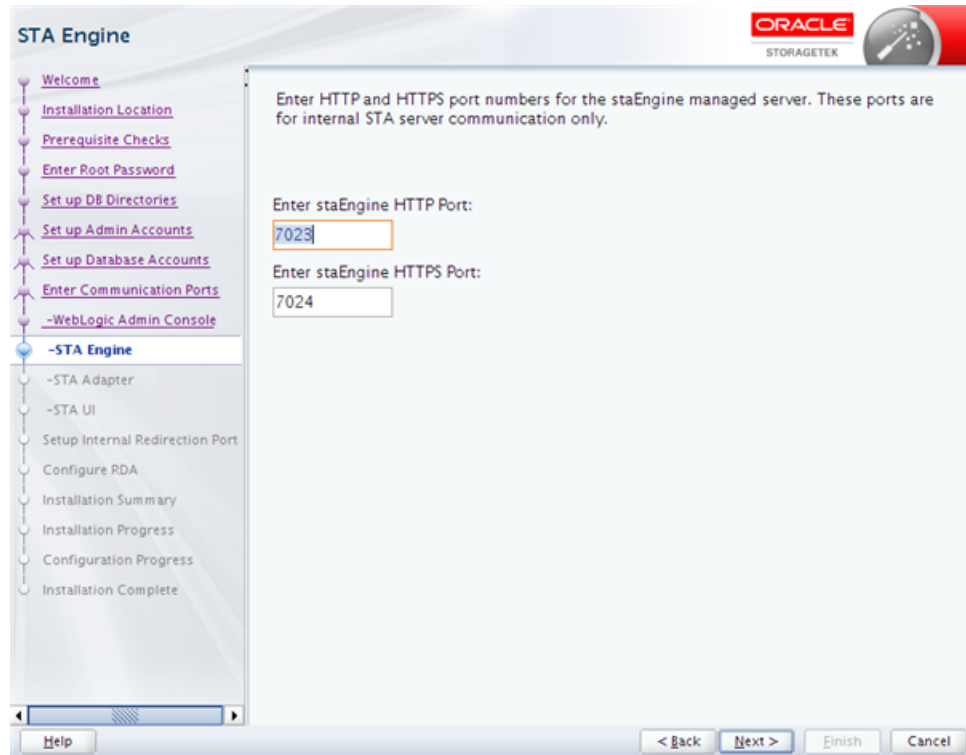 STA Engine
ORACLE
STORAGETEK
Welcome
Installation Location
Prerequisite Checks
Enter Root Password
Set up DB Directories
Set up Admin Accounts
Set up Database Accounts
Enter Communication Ports
-WebLogic Admin Console
-STA Engine
-STA Adapter
-STA UI
Setup Internal Redirection Port
Configure RDA
Installation Summary
Installation Progress
Configuration Progress
Installation Complete
Enter HTTP and HTTPS port numbers for the staEngine managed server. These ports are
for internal STA server communication only.
Enter staEngine HTTP Port:
7023
Enter staEngine HTTPS Port:
7024
Help
< Back
Next >
Finish
Cancel